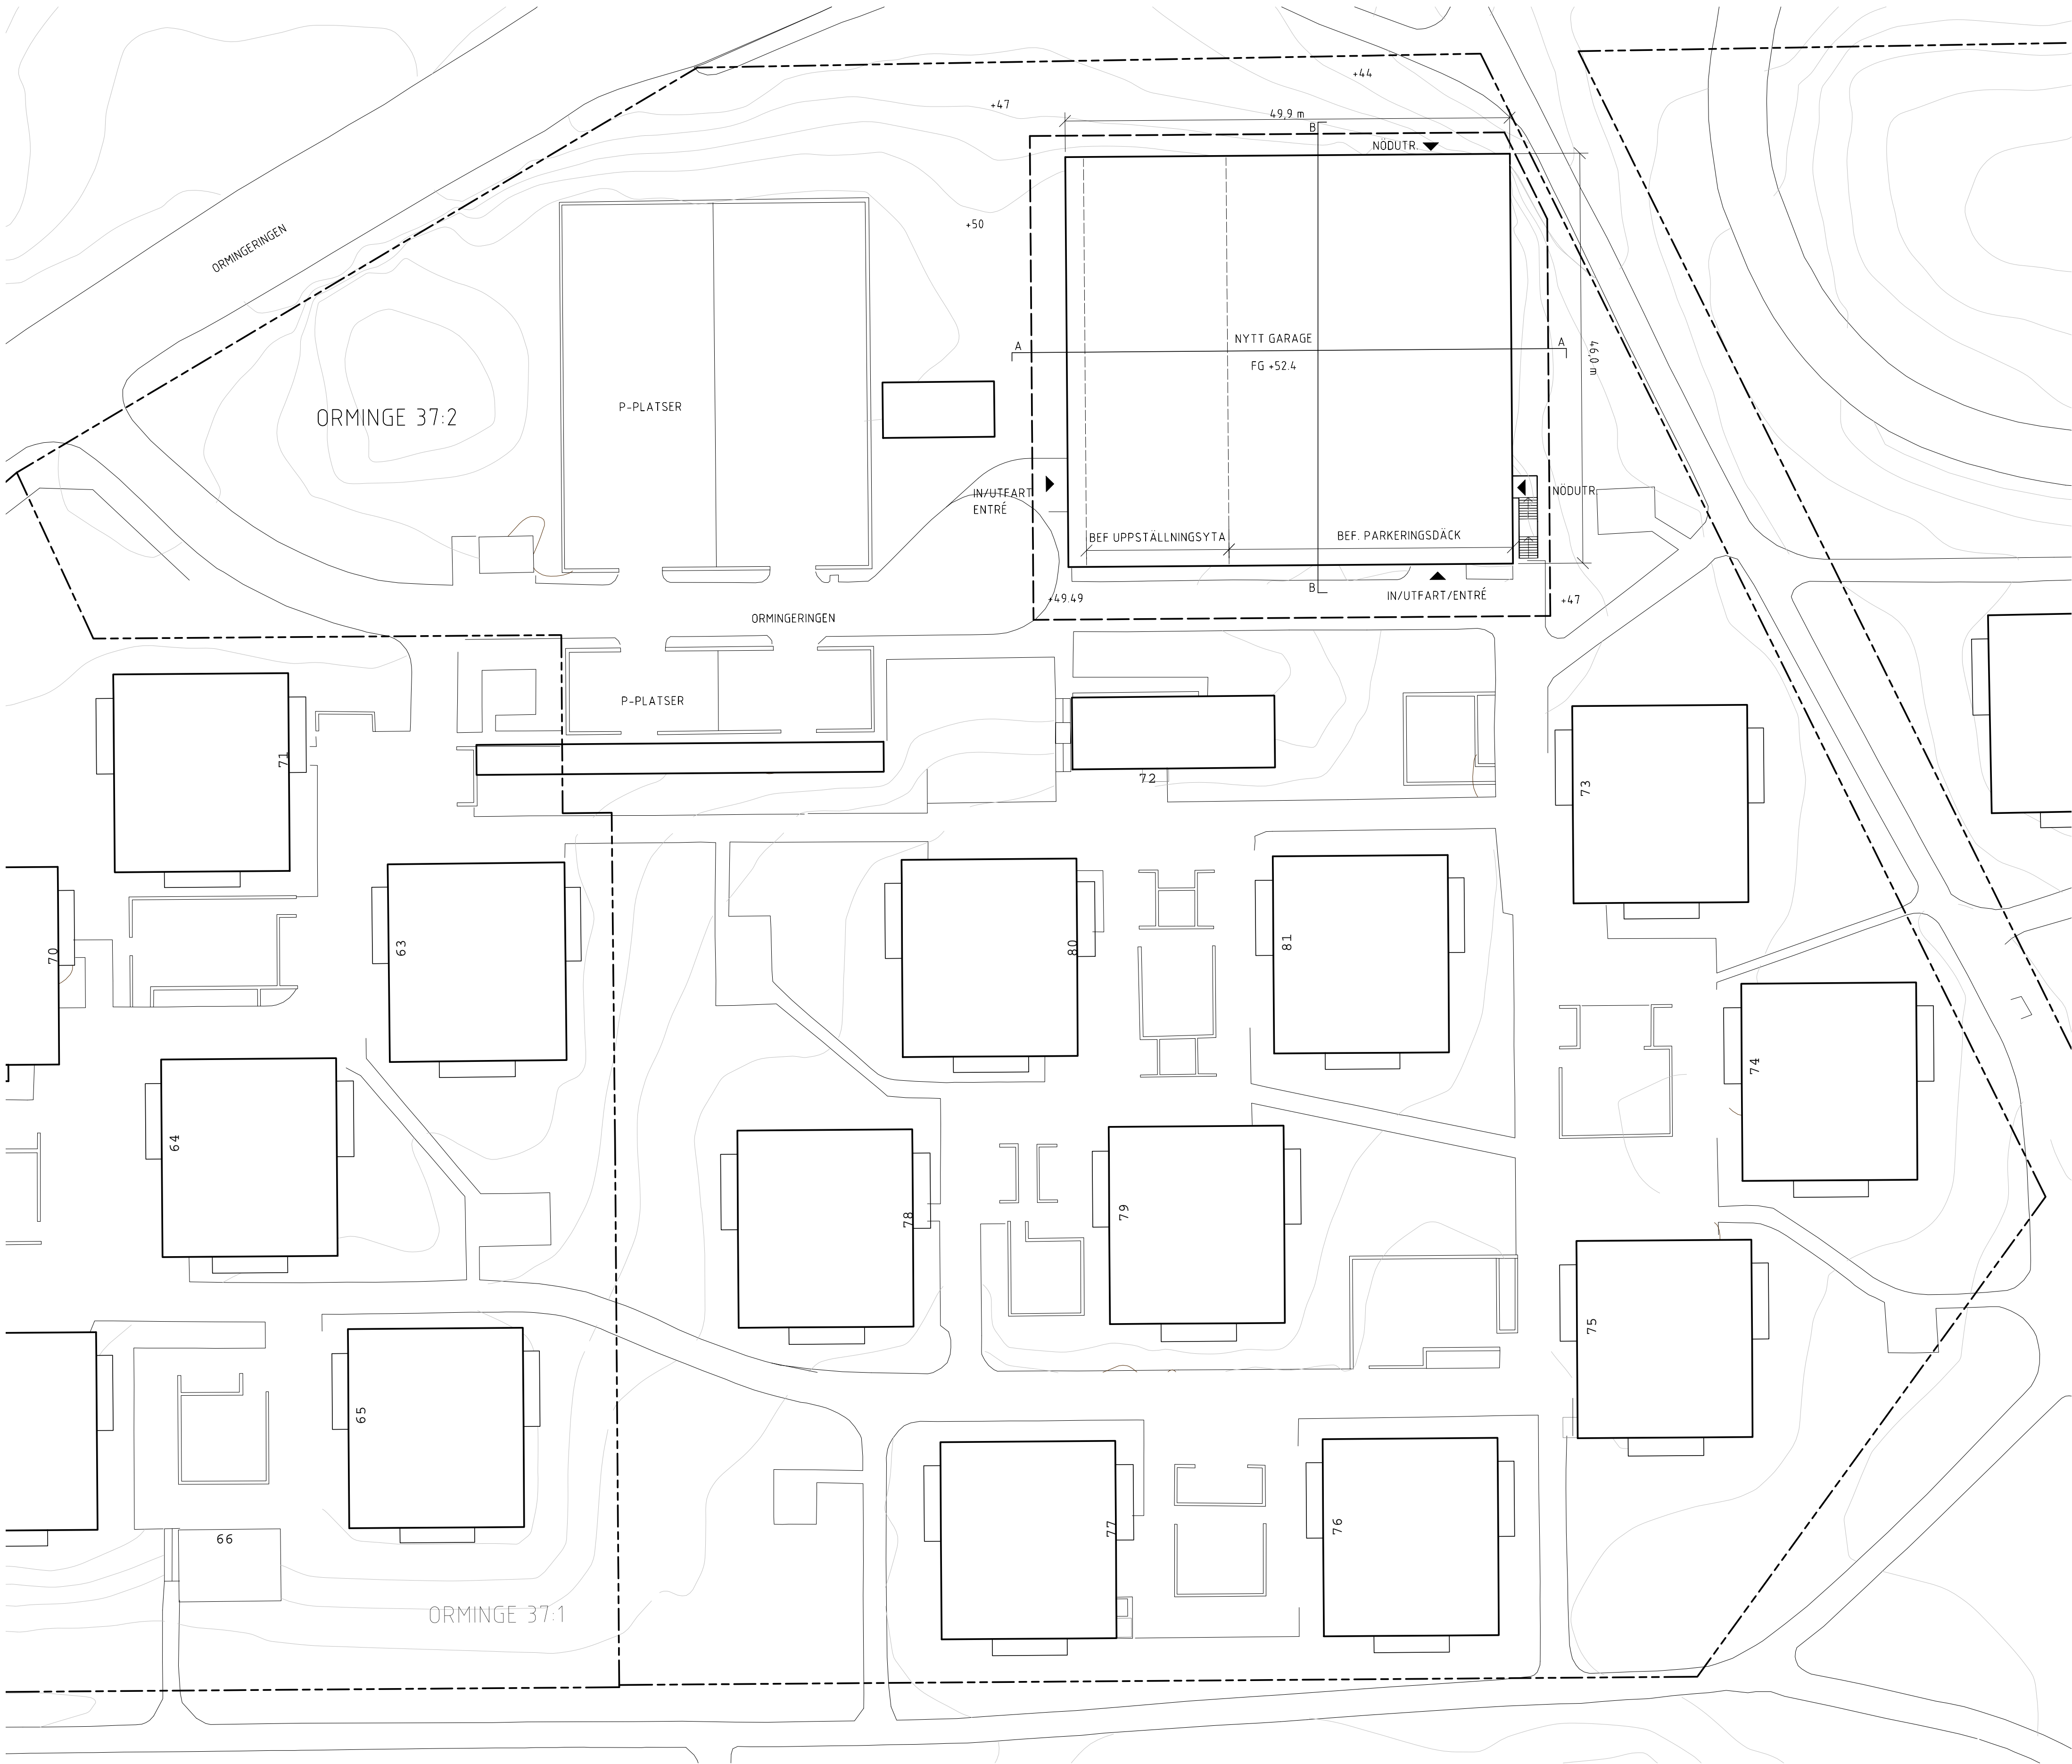 +44
+47
49,9 m
B
NÖDUTR.
ORMINGERINGEN
+50
NYTT GARAGE
A
A
46,0 m
FG +52.4
P-PLATSER
ORMINGE 37:2
IN/UTFART
ENTRÉ
NÖDUTR.
BEF UPPSTÄLLNINGSYTA
BEF. PARKERINGSDÄCK
B
IN/UTFART/ENTRÉ
+49.49
+47
ORMINGERINGEN
P-PLATSER
71
72
73
70
63
80
81
74
64
78
79
75
65
66
77
76
ORMINGE 37:1